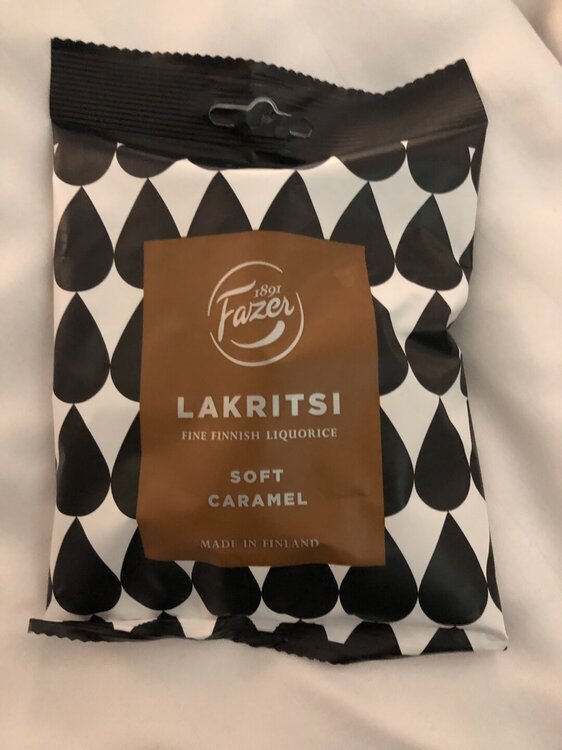 1891
Fazer
LAKRITSI
FINE FINNISH LIQUORICE
SOFT
CARAMEL
MADE IN FINLAND